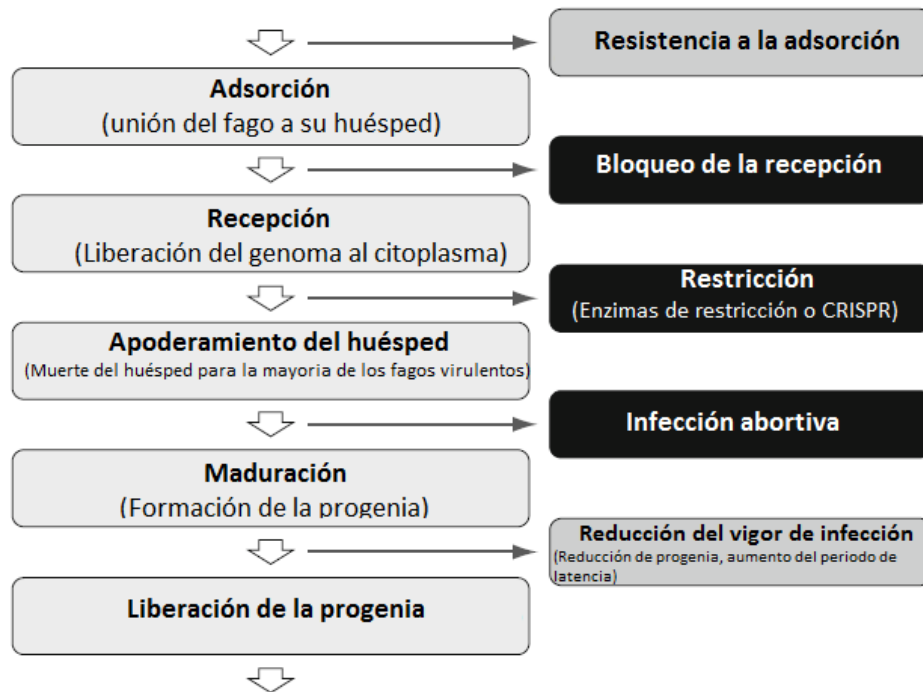 Resistencia a la adsorción
Adsorción
(unión del fago a su huésped)
Bloqueo de la recepción
Recepción
(Liberación del genoma al citoplasma)
Restricción
(Enzimas de restricción o CRISPR)
Apoderamiento del huésped
(Muerte del huésped para la mayoria de los fagos virulentos)
Infección abortiva
Maduración
(Formación de la progenia)
Reducción del vigor de infección
(Reducción de progenia, aumento del periodo de
latencia)
Liberación de la progenia